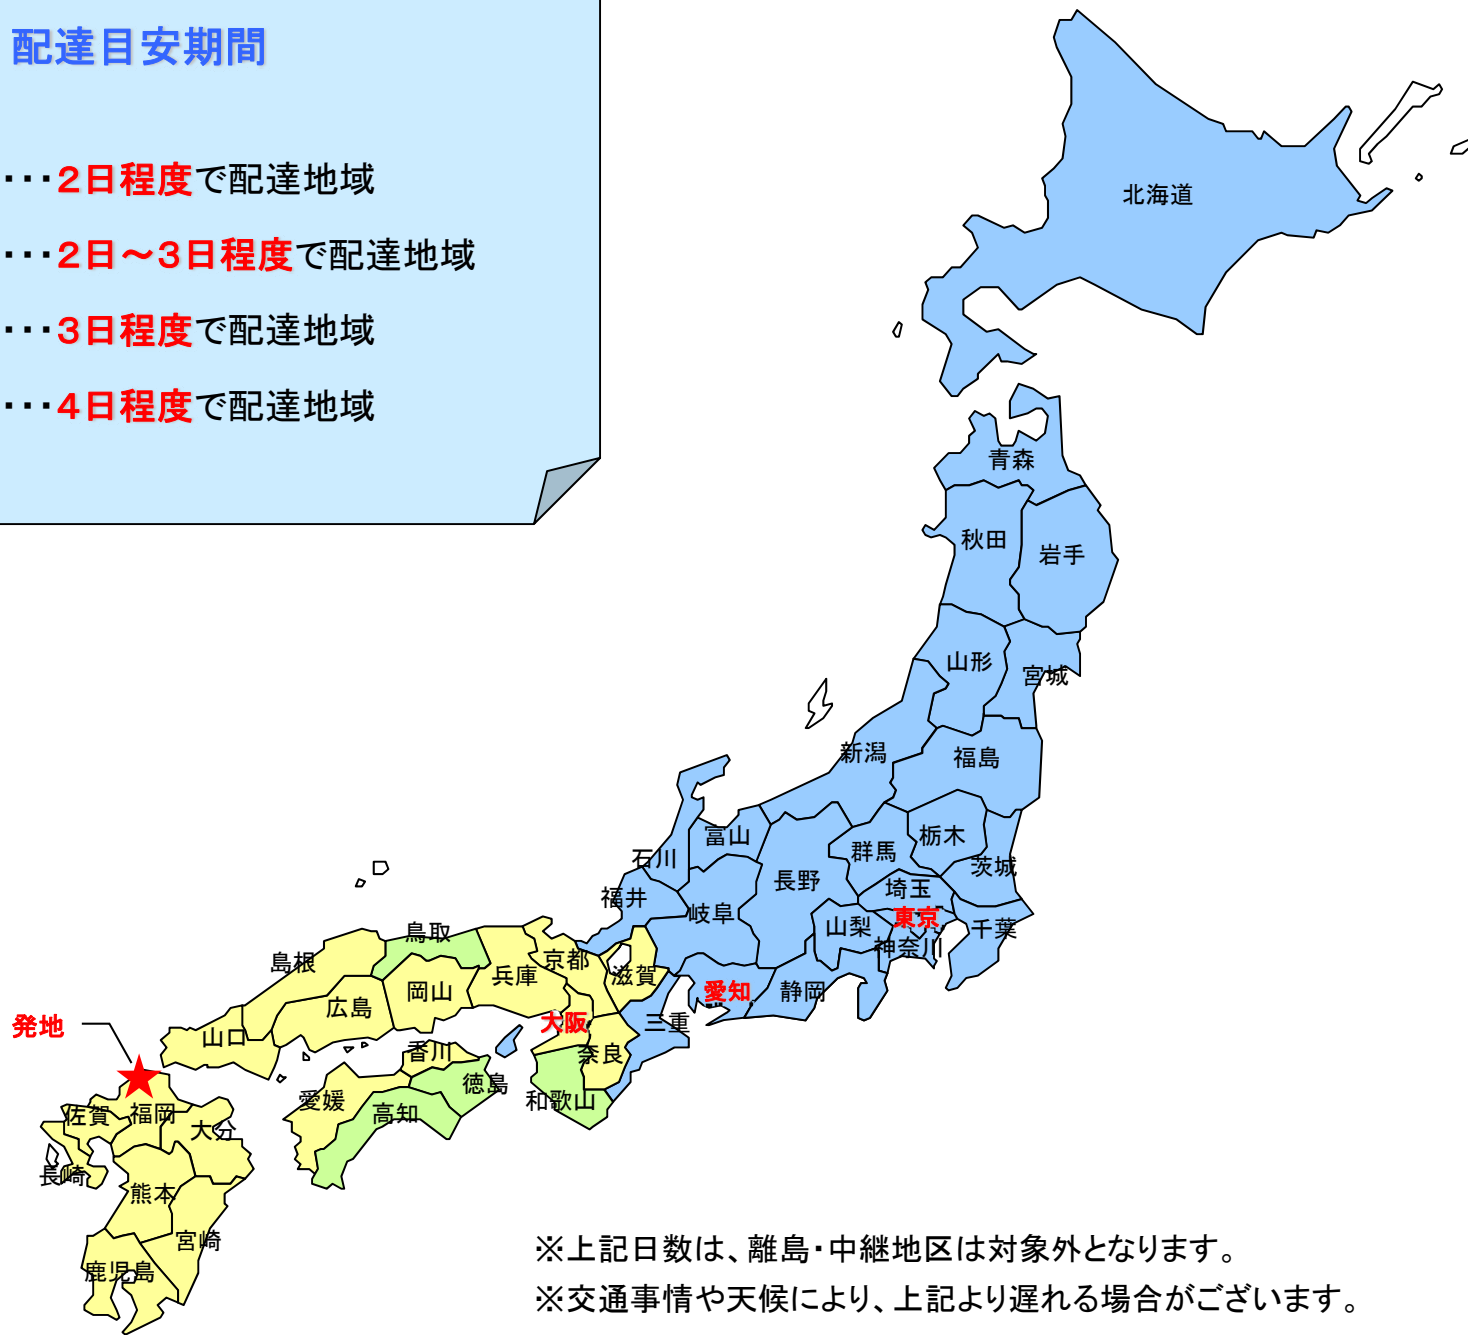 配達目安期間
・・・2日程度で配達地域
・・・2日～3日程度で配達地域
・・・3日程度で配達地域
・・・4日程度で配達地域
北海道
青森
秋田
岩手
山形
宮城
新潟
福島
富山
石川
群馬
栃木
茨城
長野
埼玉
福井
岐阜
山梨
東京
千葉
神奈川
鳥取
島根
兵庫
京都
滋賀
岡山
広島
愛知
静岡
山口
大阪
三重
発地
香川
奈良
徳島
愛媛
高知
和歌山
佐賀
福岡
大分
長崎
熊本
宮崎
鹿児島
※上記日数は、離島・中継地区は対象外となります。
※交通事情や天候により、上記より遅れる場合がございます。